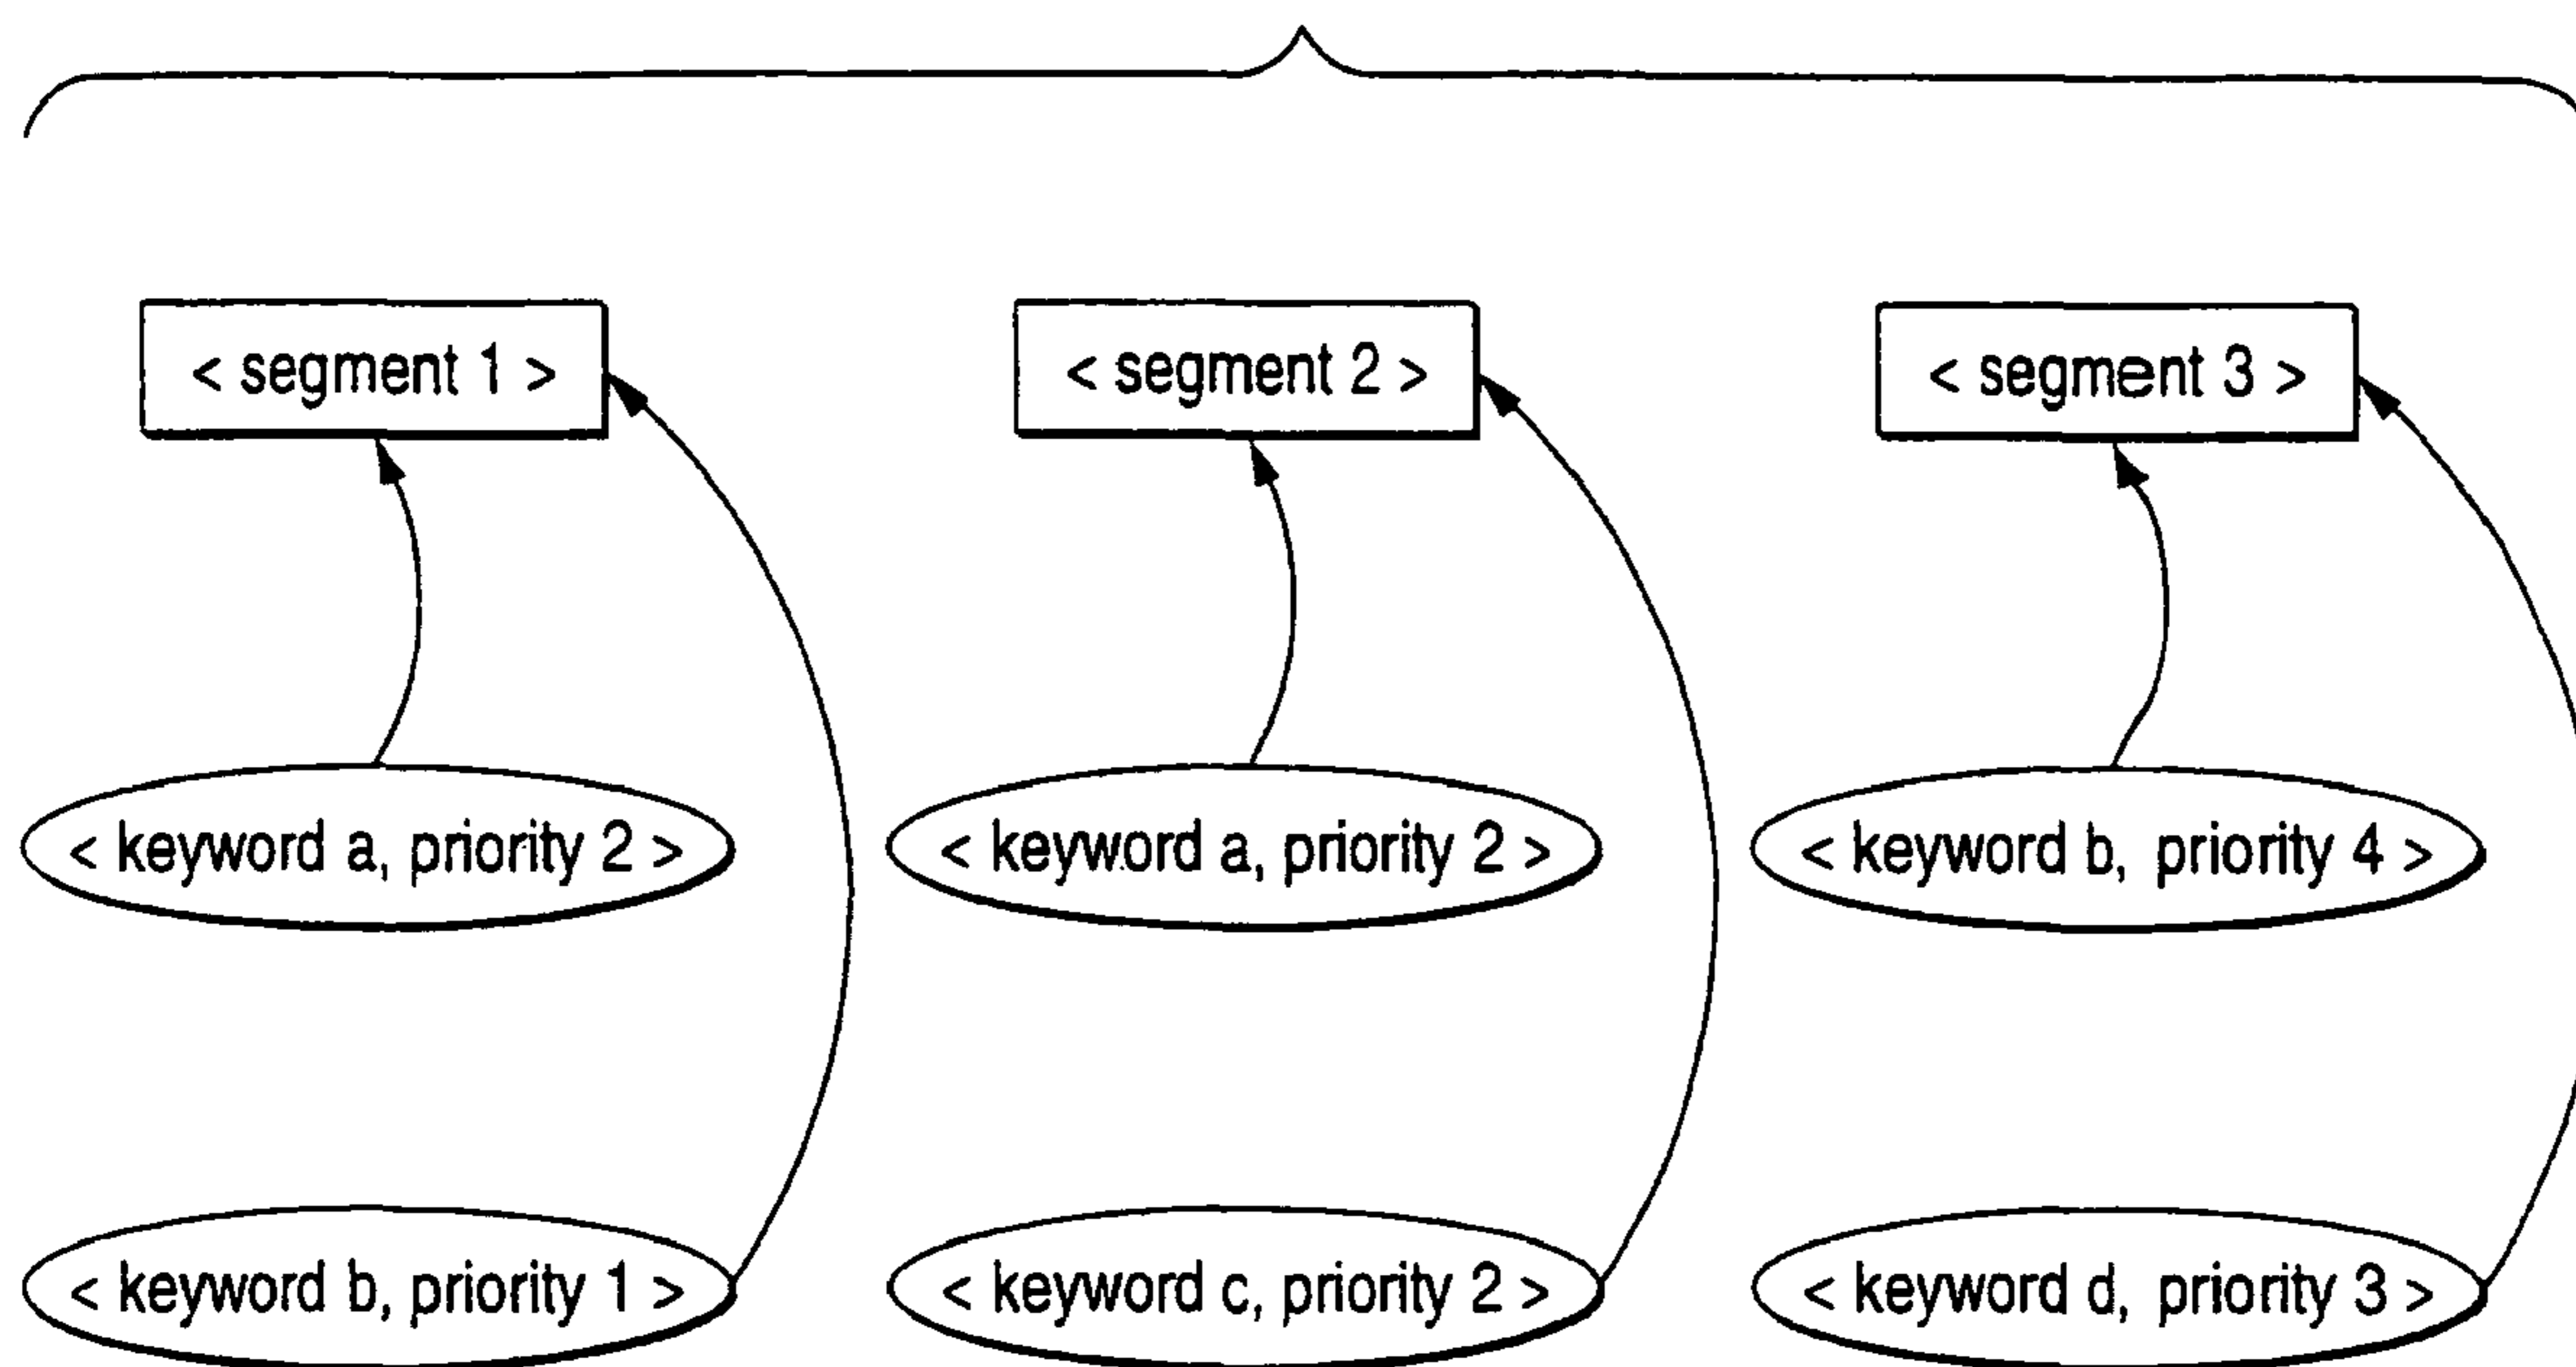 < segment 1 >
< segment 2 >
< segment 3 >
< keyword a, priority 2 >
< keyword a, priority 2 >
< keyword b, priority 4 >
< keyword b, priority 1 >
< keyword c, priority 2 >
< keyword d, priority 3 >